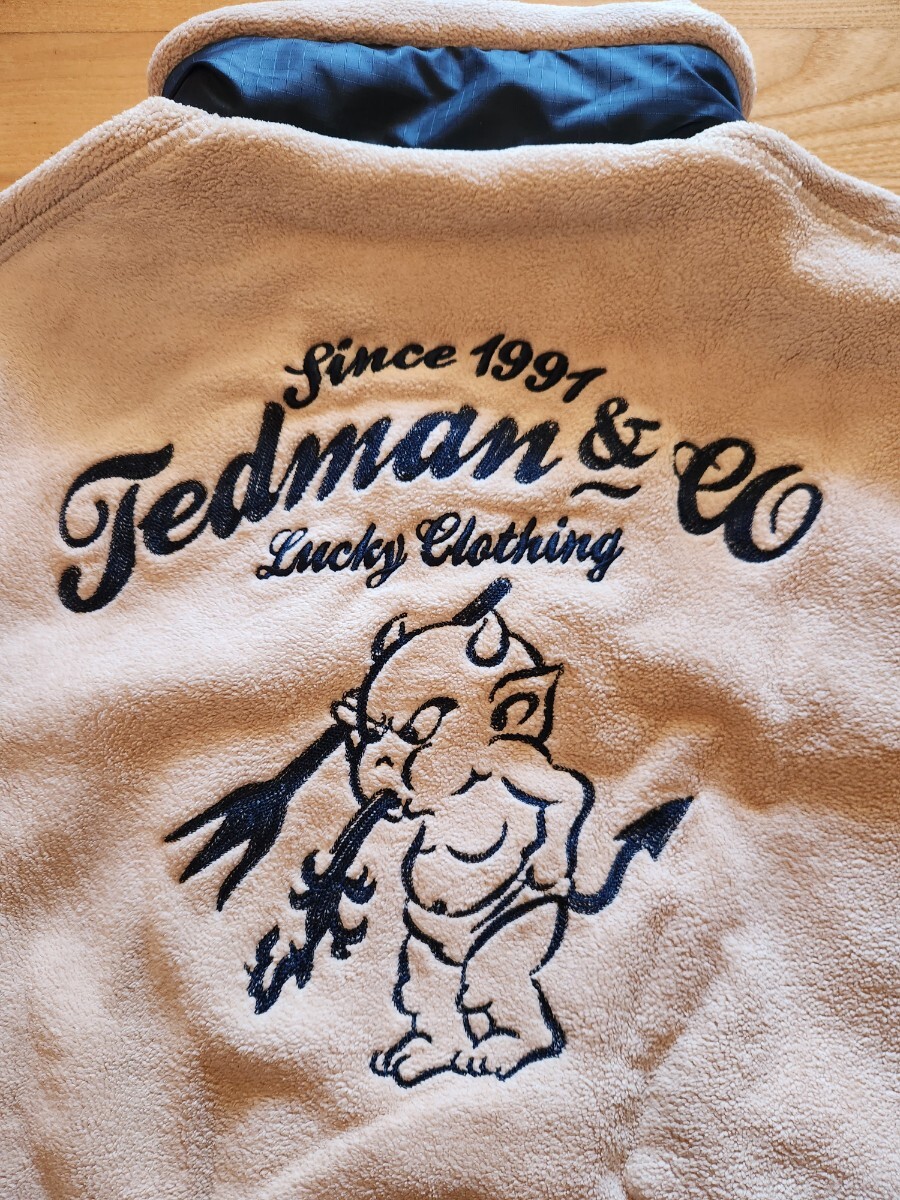 Since 1991
Tedman & CO
Lucky Clothing